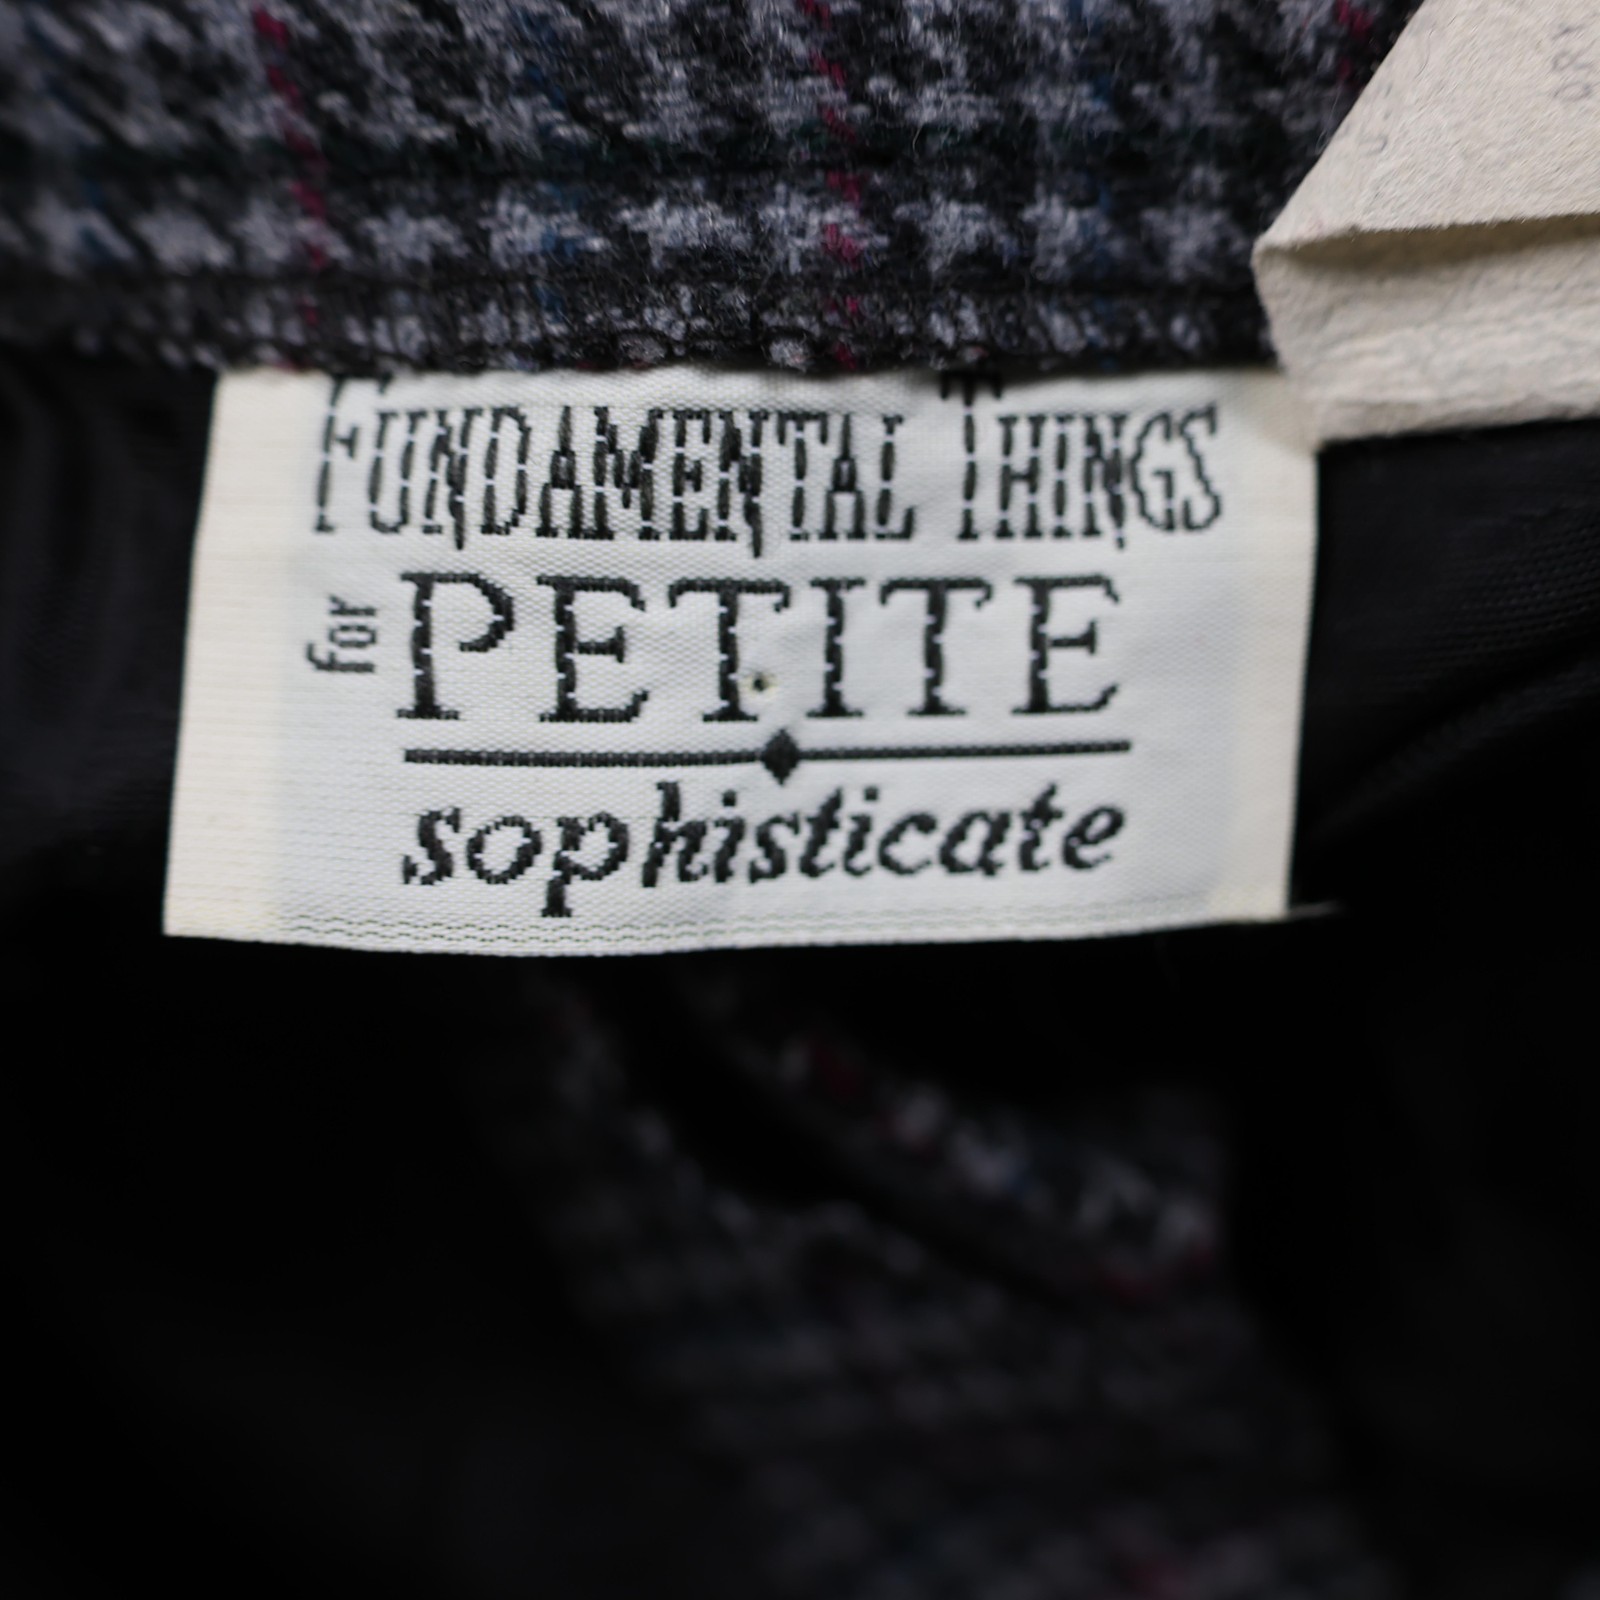 FUNDAMENTAL THINGS
for PETITE
sophisticate